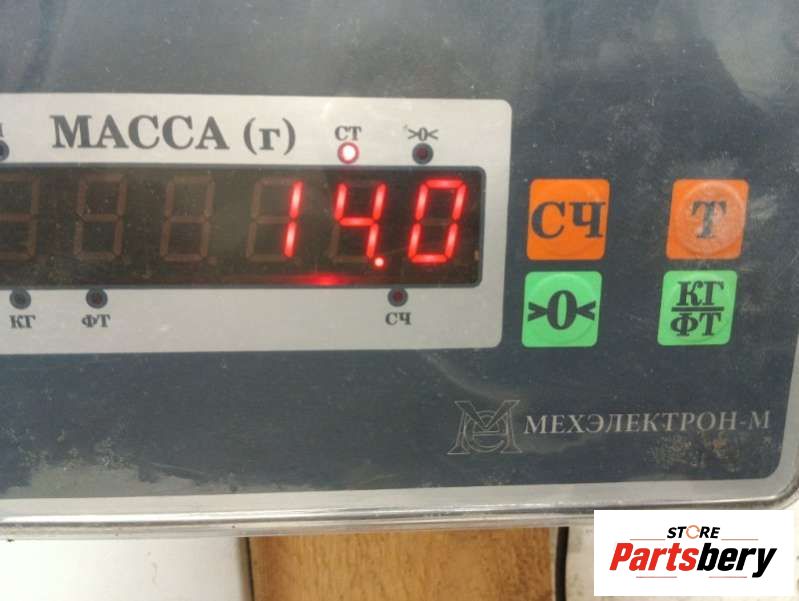 МАССА (г)
СТ
>0<
14.0
КГ
ФТ
СЧ
СЧ
Т
>0<
КГ
ФТ
МЕХЭЛЕКТРОН-М
STORE
Partsbery